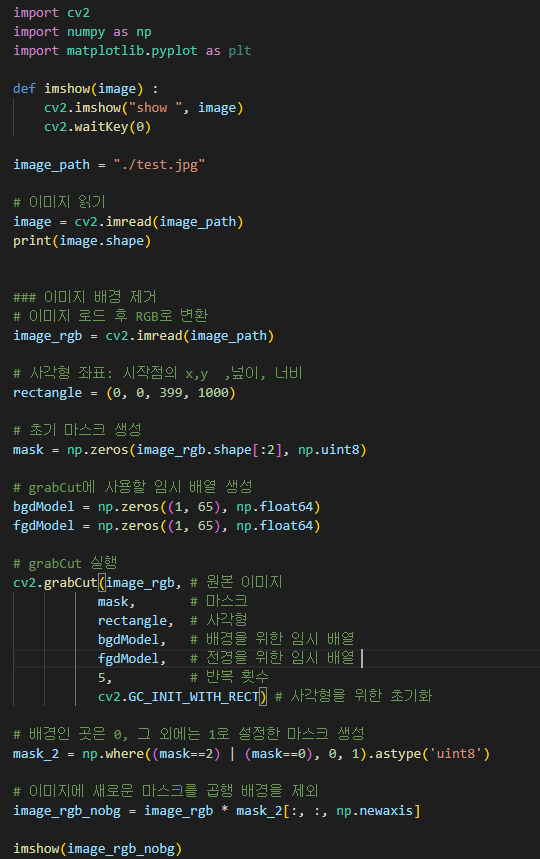 import cv2
import numpy as np
import matplotlib.pyplot as plt
def imshow(image) :
    cv2.imshow("show ", image)
    cv2.waitKey(0)
image_path = "./test.jpg"
# 이미지 읽기
image = cv2.imread(image_path)
print(image.shape)
### 이미지 배경 제거
# 이미지 로드 후 RGB로 변환
image_rgb = cv2.imread(image_path)
# 사각형 좌표: 시작점의 x,y  ,넢이, 너비
rectangle = (0, 0, 399, 1000)
# 초기 마스크 생성
mask = np.zeros(image_rgb.shape[:2], np.uint8)
# grabCut에 사용할 임시 배열 생성
bgdModel = np.zeros((1, 65), np.float64)
fgdModel = np.zeros((1, 65), np.float64)
# grabCut 실행
cv2.grabCut(image_rgb, # 원본 이미지
           mask,       # 마스크
           rectangle,  # 사각형
           bgdModel,   # 배경을 위한 임시 배열
           fgdModel,   # 전경을 위한 임시 배열
           5,          # 반복 횟수
           cv2.GC_INIT_WITH_RECT) # 사각형을 위한 초기화
# 배경인 곳은 0, 그 외에는 1로 설정한 마스크 생성
mask_2 = np.where((mask==2) | (mask==0), 0, 1).astype('uint8')
# 이미지에 새로운 마스크를 곱행 배경을 제외
image_rgb_nobg = image_rgb * mask_2[:, :, np.newaxis]
imshow(image_rgb_nobg)